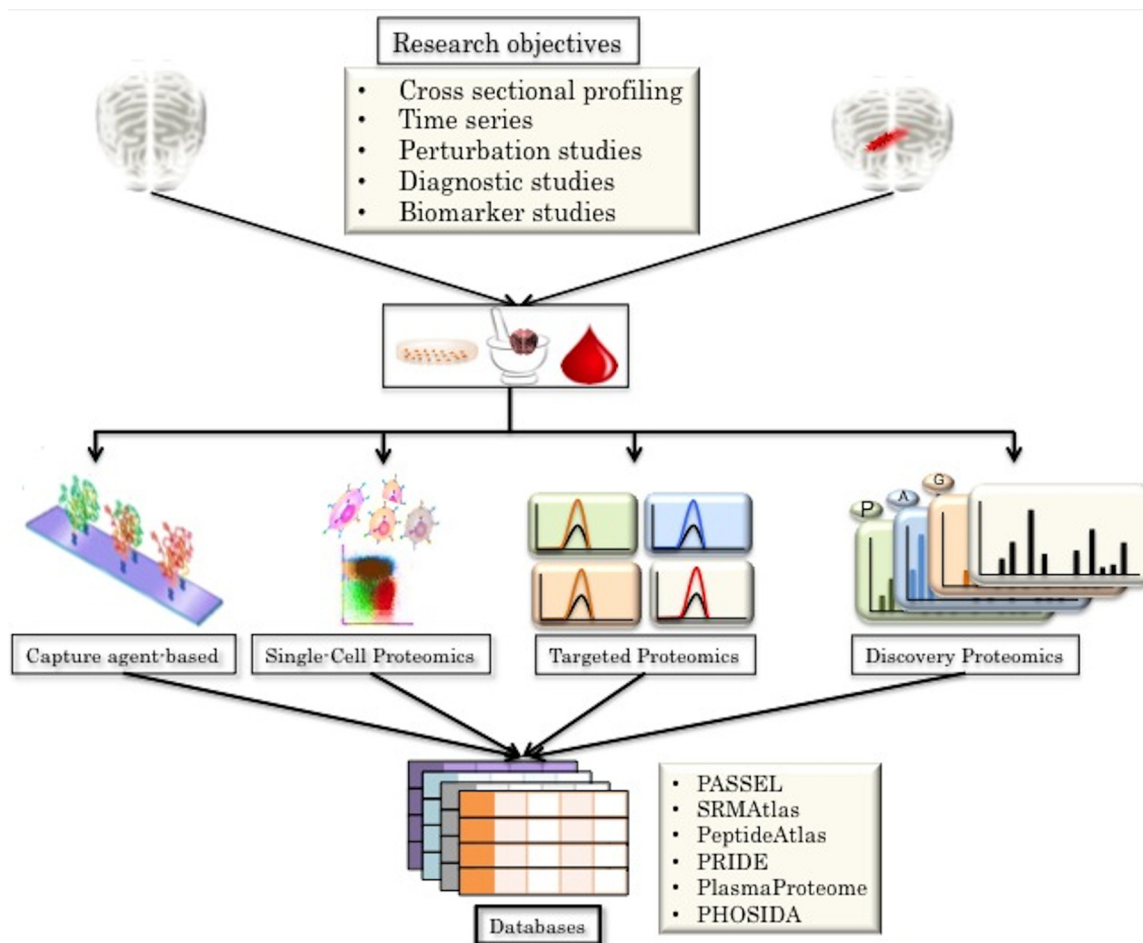 Research objectives
• Cross sectional profiling
• Time series
• Perturbation studies
• Diagnostic studies
• Biomarker studies
P
A
G
Capture agent-based
Single-Cell Proteomics
Targeted Proteomics
Discovery Proteomics
• PASSEL
• SRMAtlas
• PeptideAtlas
• PRIDE
• PlasmaProteome
• PHOSIDA
Databases